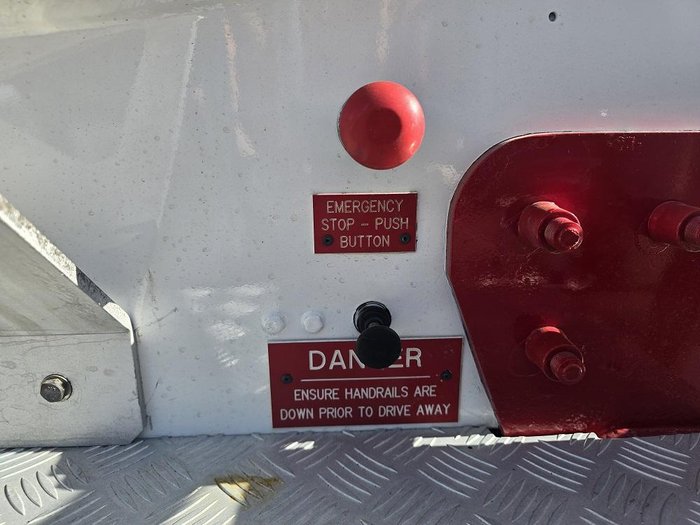 EMERGENCY
STOP - PUSH
BUTTON
DANGER
ENSURE HANDRAILS ARE
DOWN PRIOR TO DRIVE AWAY